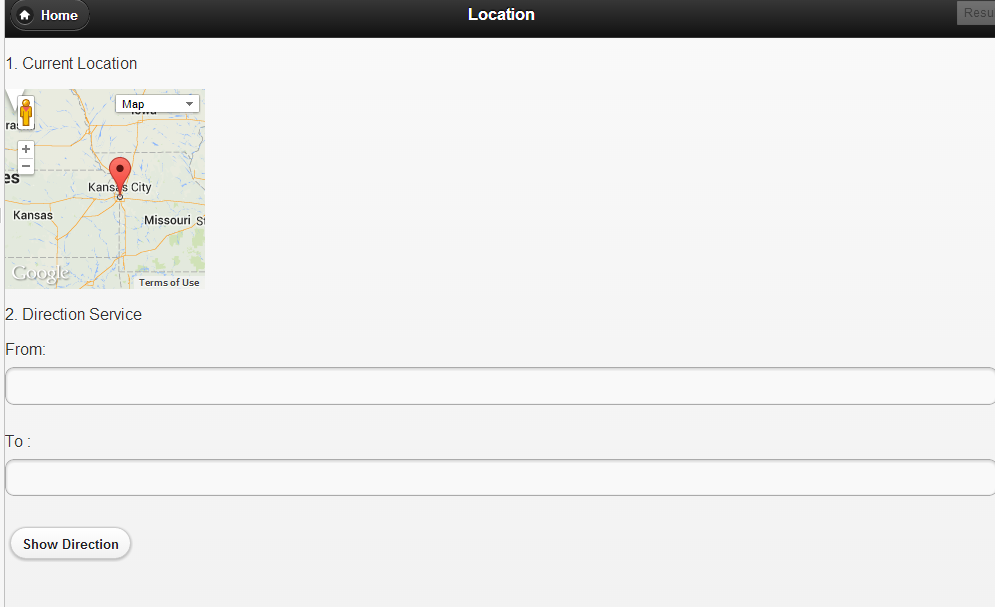 Home
Location
Resu
1. Current Location
Map
Kansas City
Kansas
Missouri
Google
Terms of Use
2. Direction Service
From:
To :
Show Direction